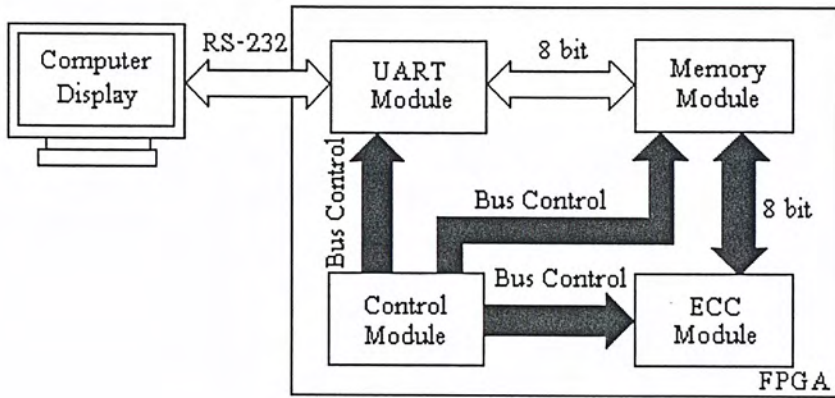 RS-232
Computer
Display
UART
Module
8 bit
Memory
Module
Bus Control
Bus Control
8 bit
Bus Control
Control
Module
ECC
Module
FPGA